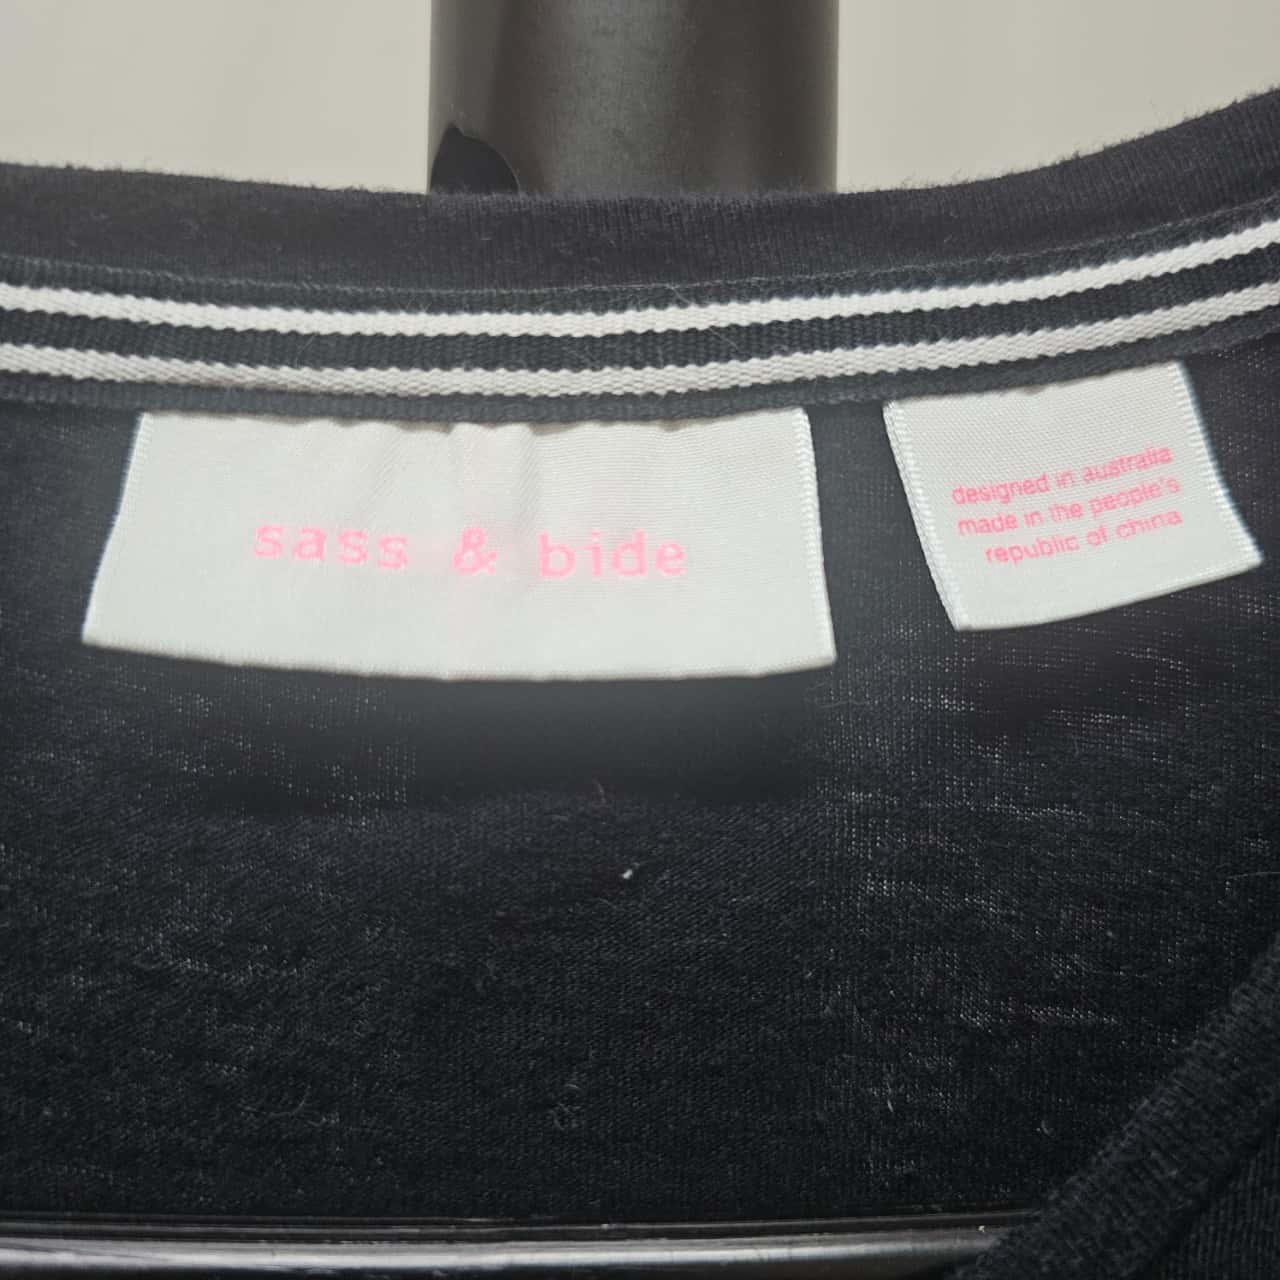 sass & bide
designed in australia
made in the people's
republic of china